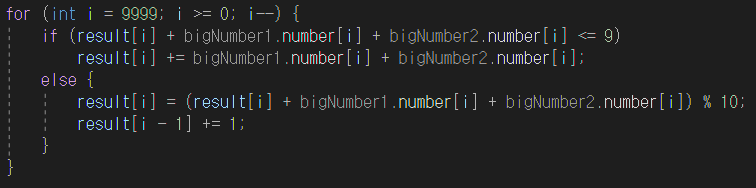 for (int i = 9999; i >= 0; i--) {
if (result[i] + bigNumber1.number[i] + bigNumber2.number[i] <= 9)
result[i] += bigNumber1.number[i] + bigNumber2.number[i];
else {
result[i] = (result[i] + bigNumber1.number[i] + bigNumber2.number[i]) % 10;
result[i - 1] += 1;
}
}